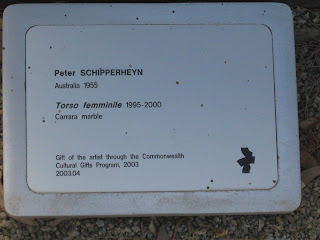 Peter SCHIPPERHEYN
Australia 1955
Torso femminile 1995-2000
Carrara marble
Gift of the artist through the Commonwealth
Cultural Gifts Program, 2003
2003.04